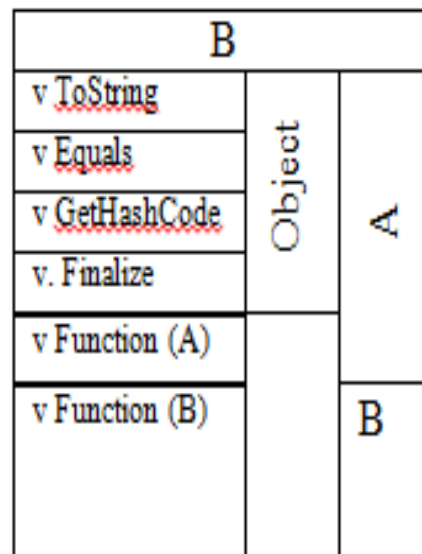 B
v ToString
v Equals
v GetHashCode
v. Finalize
v Function (A)
v Function (B)
Object
A
B